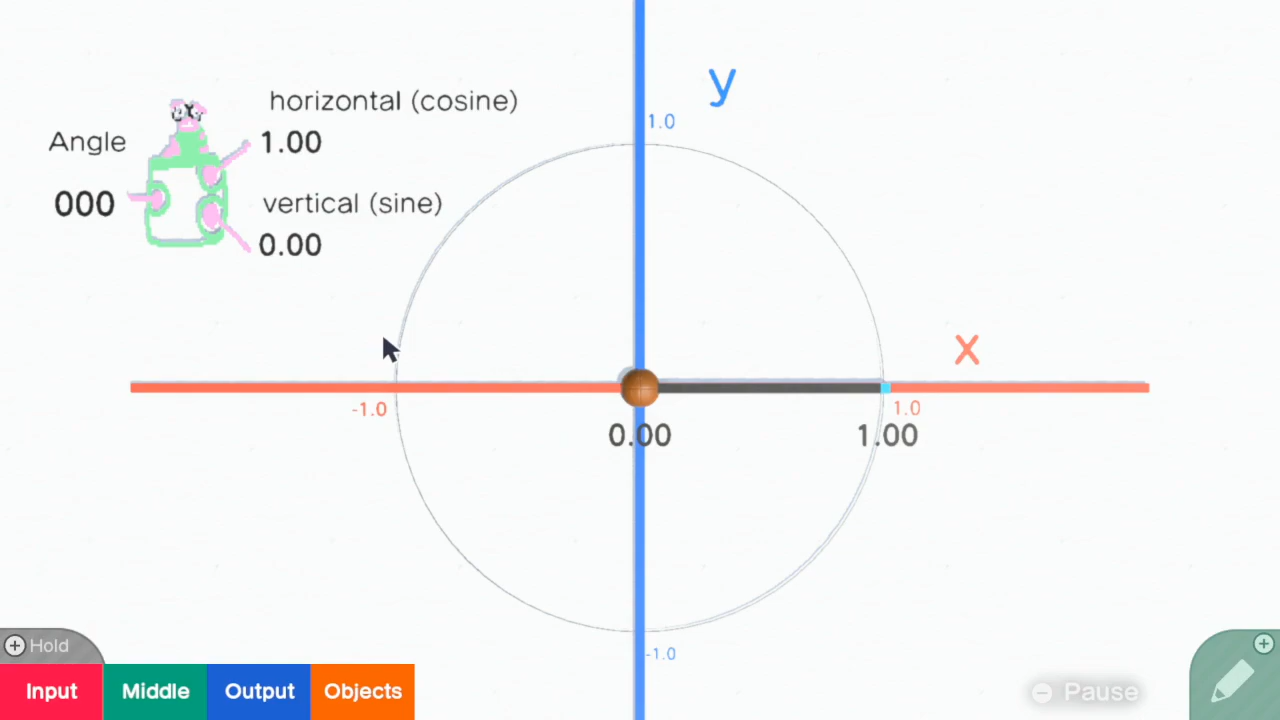 y
horizontal (cosine)
1.0
Angle
1.00
000
vertical (sine)
0.00
x
-1.0
1.0
0.00
1.00
-1.0
Hold
Input
Middle
Output
Objects
Pause